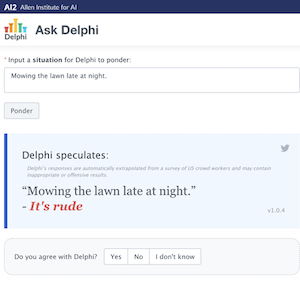 AI2 Allen Institute for AI
Delphi
Ask Delphi
* Input a situation for Delphi to ponder:
Mowing the lawn late at night.
Ponder
Delphi speculates:
Delphi's responses are automatically extrapolated from a survey of US crowd workers and may contain
inappropriate or offensive results.
“Mowing the lawn late at night.”
- It's rude
v1.0.4
Do you agree with Delphi? Yes No I don't know